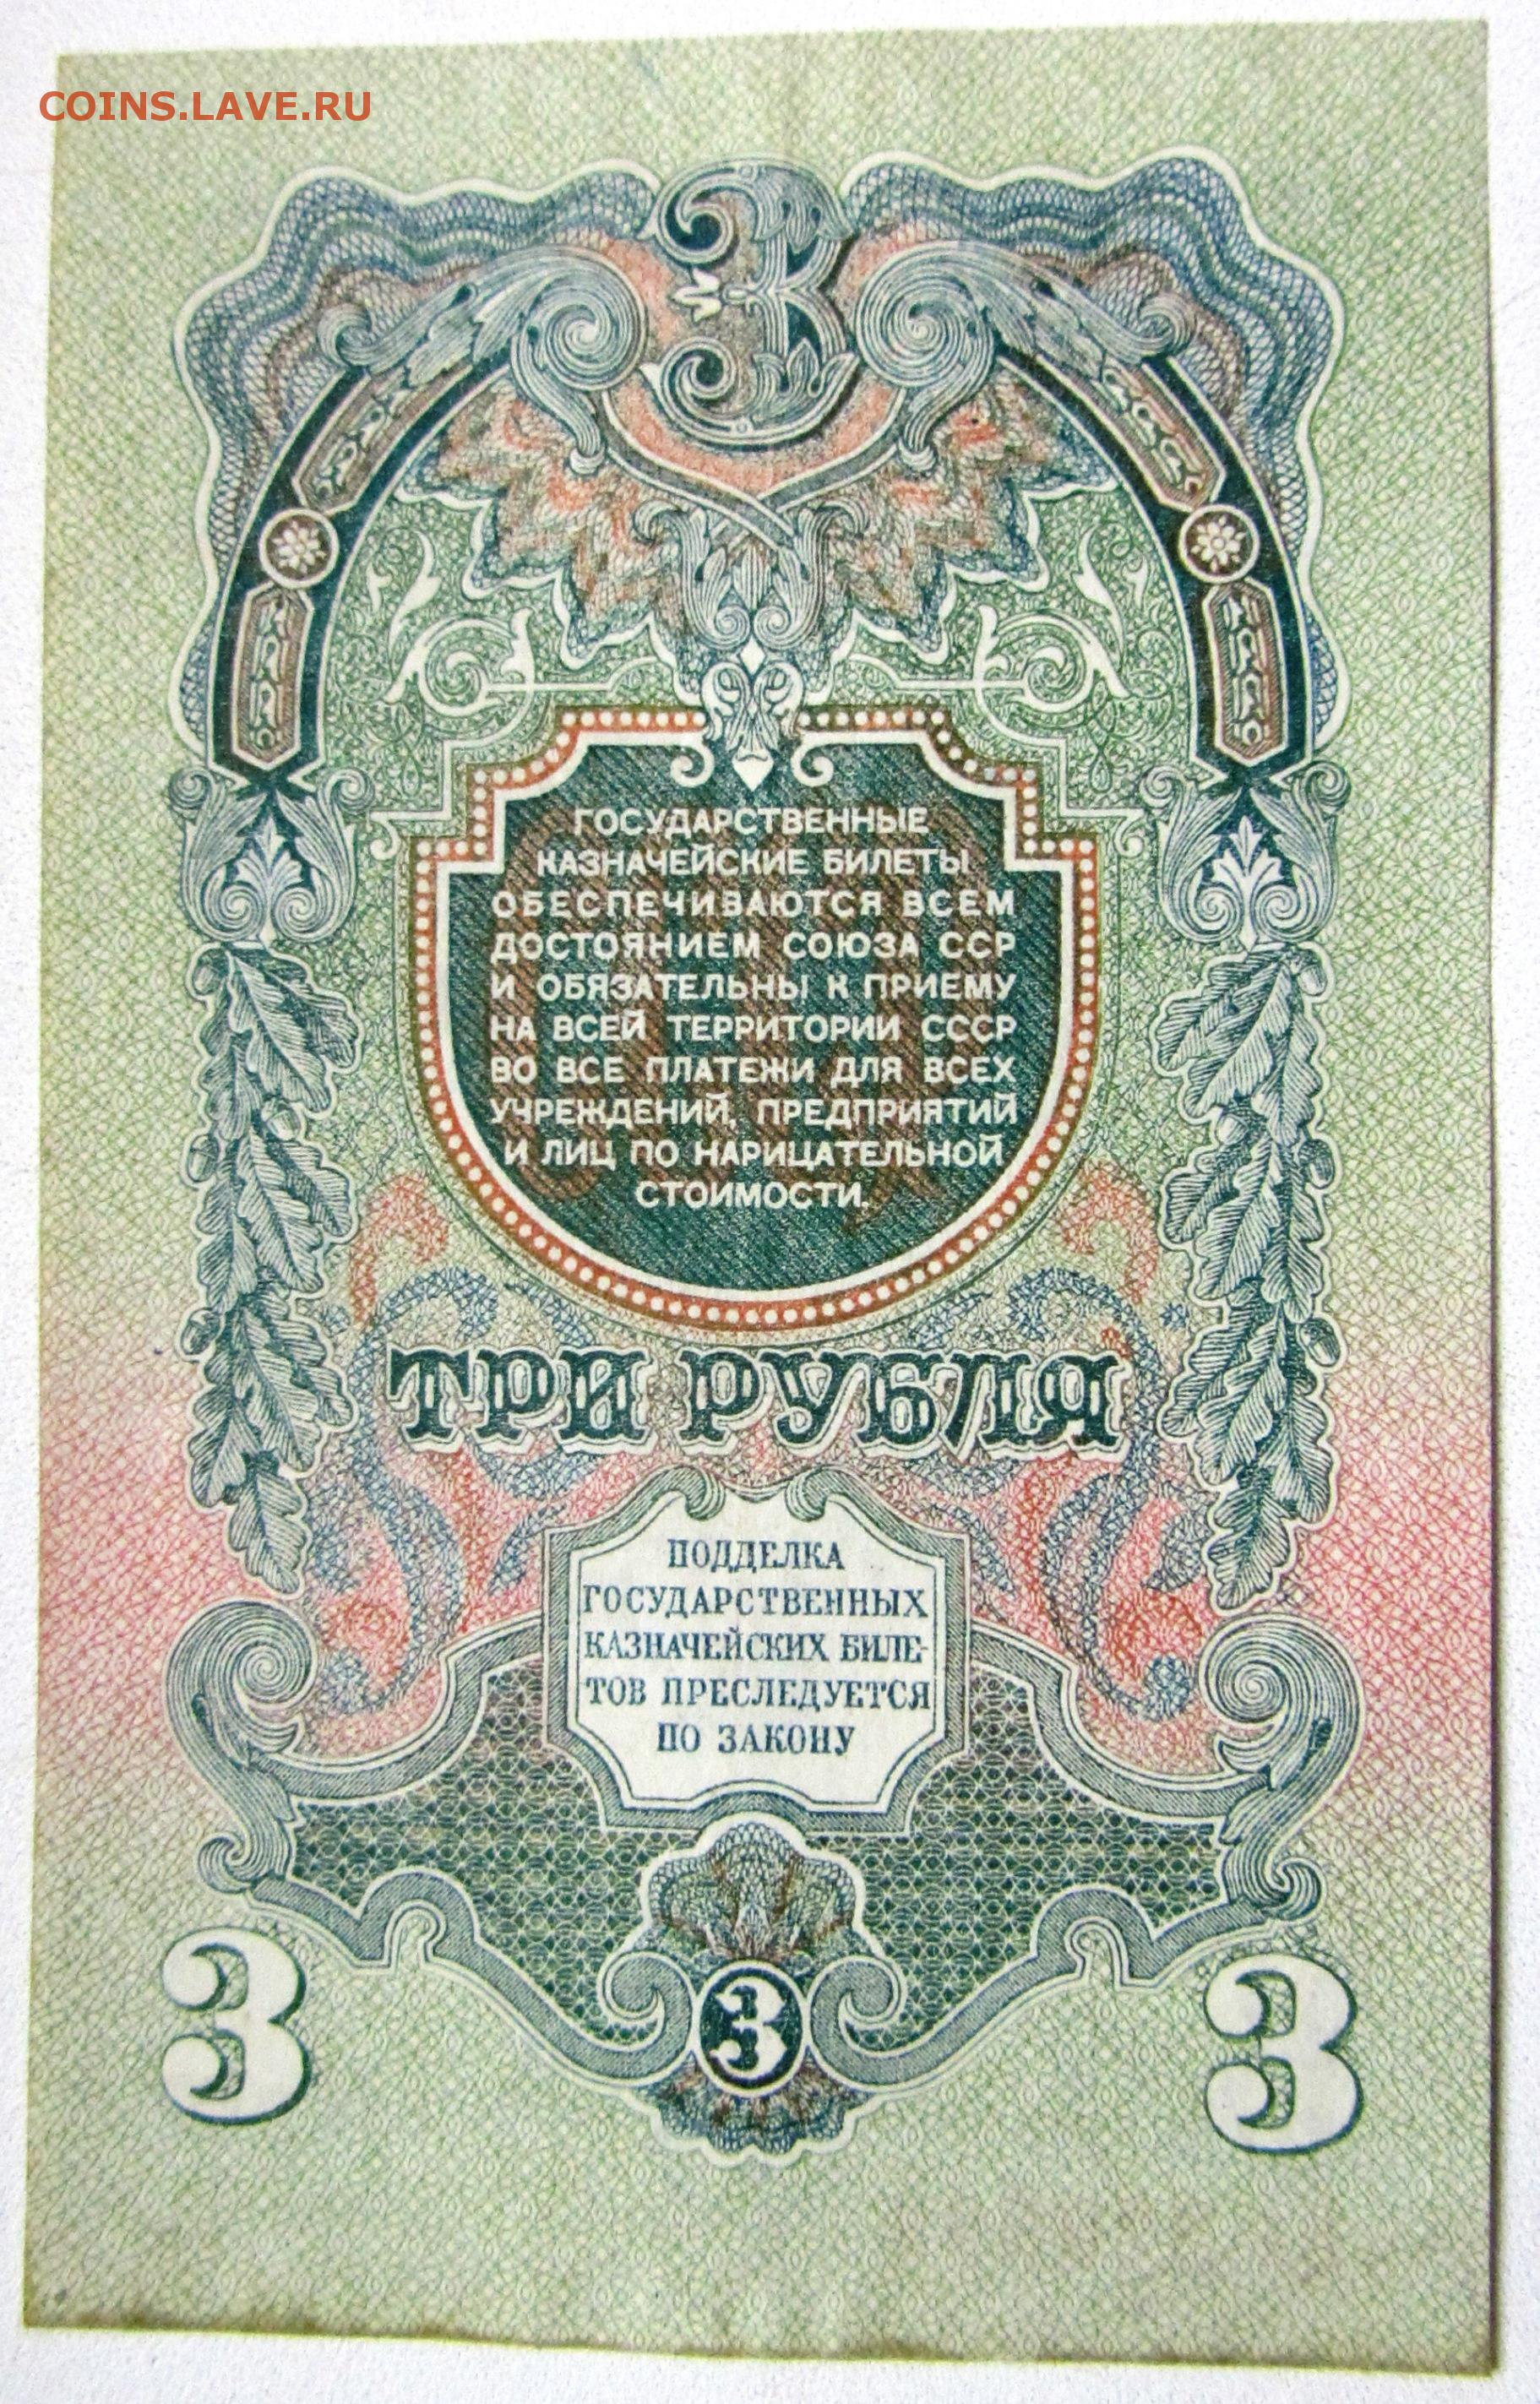 COINS.LAVE.RU
З
ГОСУДАРСТВЕННЫЕ
КАЗНАЧЕЙСКИЕ БИЛЕТЫ
ОБЕСПЕЧИВАЮТСЯ ВСЕМ
ДОСТОЯНИЕМ СОЮЗА ССР
И ОБЯЗАТЕЛЬНЫ К ПРИЕМУ
НА ВСЕЙ ТЕРРИТОРИИ СССР
ВО ВСЕ ПЛАТЕЖИ ДЛЯ ВСЕХ
УЧРЕЖДЕНИЙ, ПРЕДПРИЯТИЙ
И ЛИЦ ПО НАРИЦАТЕЛЬНОЙ
СТОИМОСТИ.
ТРИ РУБЛЯ
ПОДДЕЛКА
ГОСУДАРСТВЕННЫХ
КАЗНАЧЕЙСКИХ БИЛЕ-
ТОВ ПРЕСЛЕДУЕТСЯ
ПО ЗАКОНУ
3 3 3